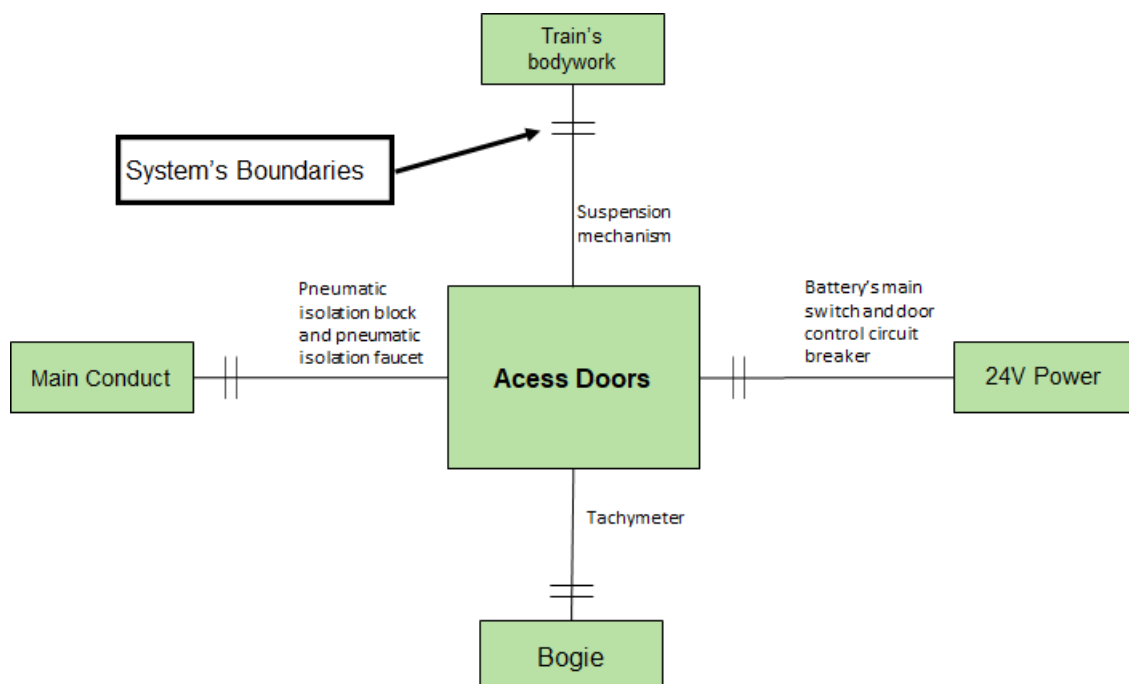 Train's
bodywork
System's Boundaries
Suspension
mechanism
Pneumatic
isolation block
and pneumatic
isolation faucet
Battery's main
switch and door
control circuit
breaker
Main Conduct
Acess Doors
24V Power
Tachymeter
Bogie